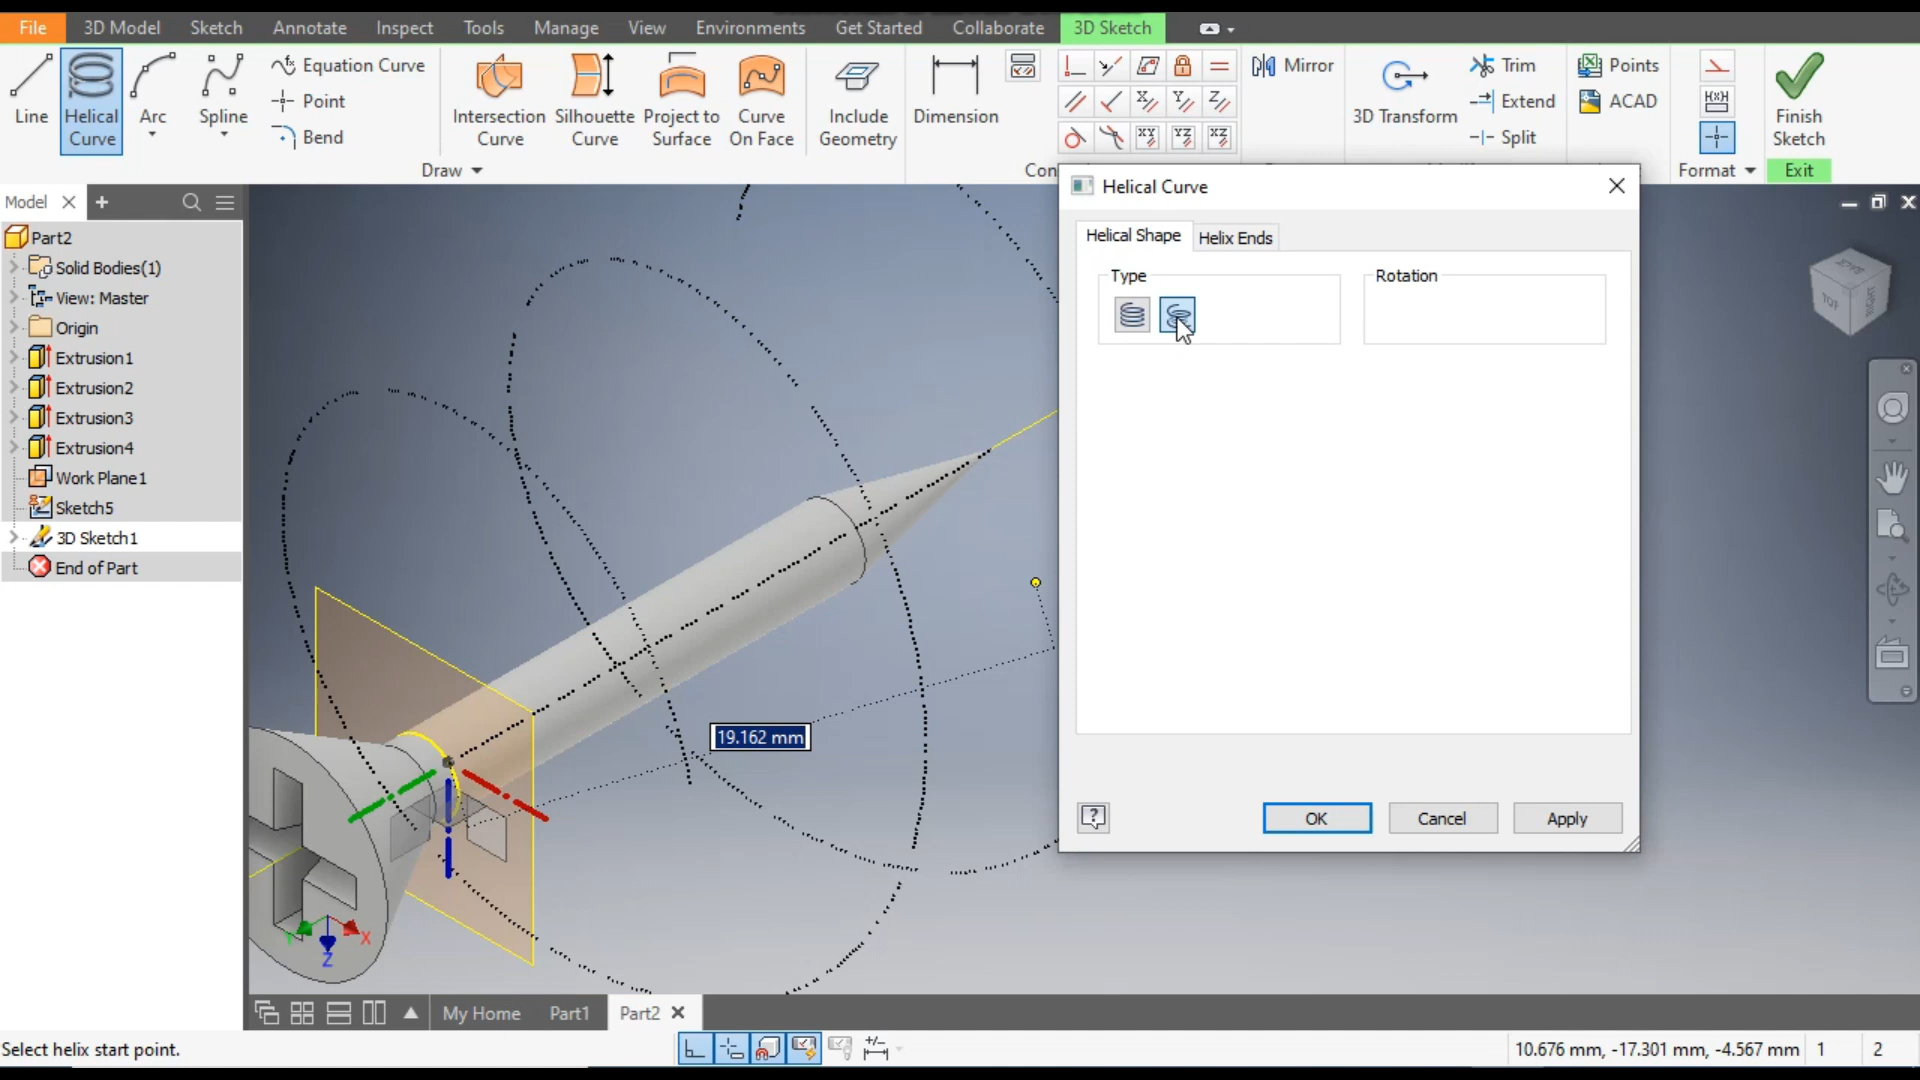 File 3D Model Sketch Annotate Inspect Tools Manage View Environments Get Started Collaborate 3D Sketch
Line
Helical
Curve
Arc
Spline
Equation Curve
Point
Bend
Intersection
Curve
Silhouette
Curve
Project to
Surface
Curve
On Face
Include
Geometry
Dimension
Mirror
3D Transform
Trim
Extend
Split
Points
ACAD
Finish
Sketch
Draw
Con
Format
Exit
Model
Part2
Solid Bodies(1)
View: Master
Origin
Extrusion1
Extrusion2
Extrusion3
Extrusion4
Work Plane1
Sketch5
3D Sketch1
End of Part
Helical Curve
Helical Shape Helix Ends
Type Rotation
OK Cancel Apply
19.162 mm
BACK
TOP
RIGHT
Y
X
Z
My Home Part1 Part2
Select helix start point.
10.676 mm, -17.301 mm, -4.567 mm 1 2